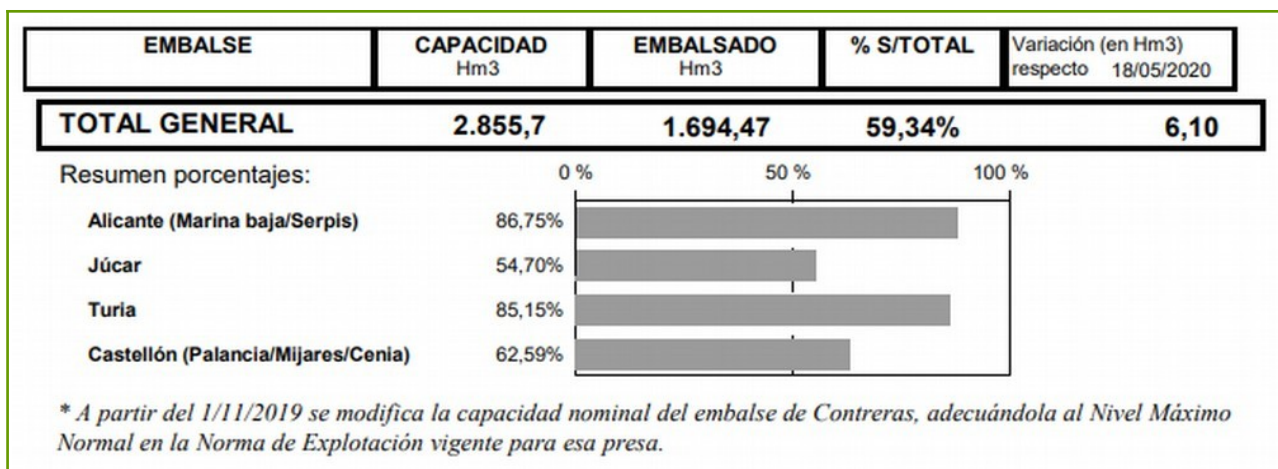 EMBALSE CAPACIDAD EMBALSADO % S/TOTAL Variación (en Hm3)
Hm3 Hm3 respecto 18/05/2020
TOTAL GENERAL 2.855,7 1.694,47 59,34% 6,10
Resumen porcentajes: 0 % 50 % 100 %
Alicante (Marina baja/Serpis) 86,75%
Júcar 54,70%
Turia 85,15%
Castellón (Palancia/Mijares/Cenia) 62,59%
* A partir del 1/11/2019 se modifica la capacidad nominal del embalse de Contreras, adecuándola al Nivel Máximo
Normal en la Norma de Explotación vigente para esa presa.